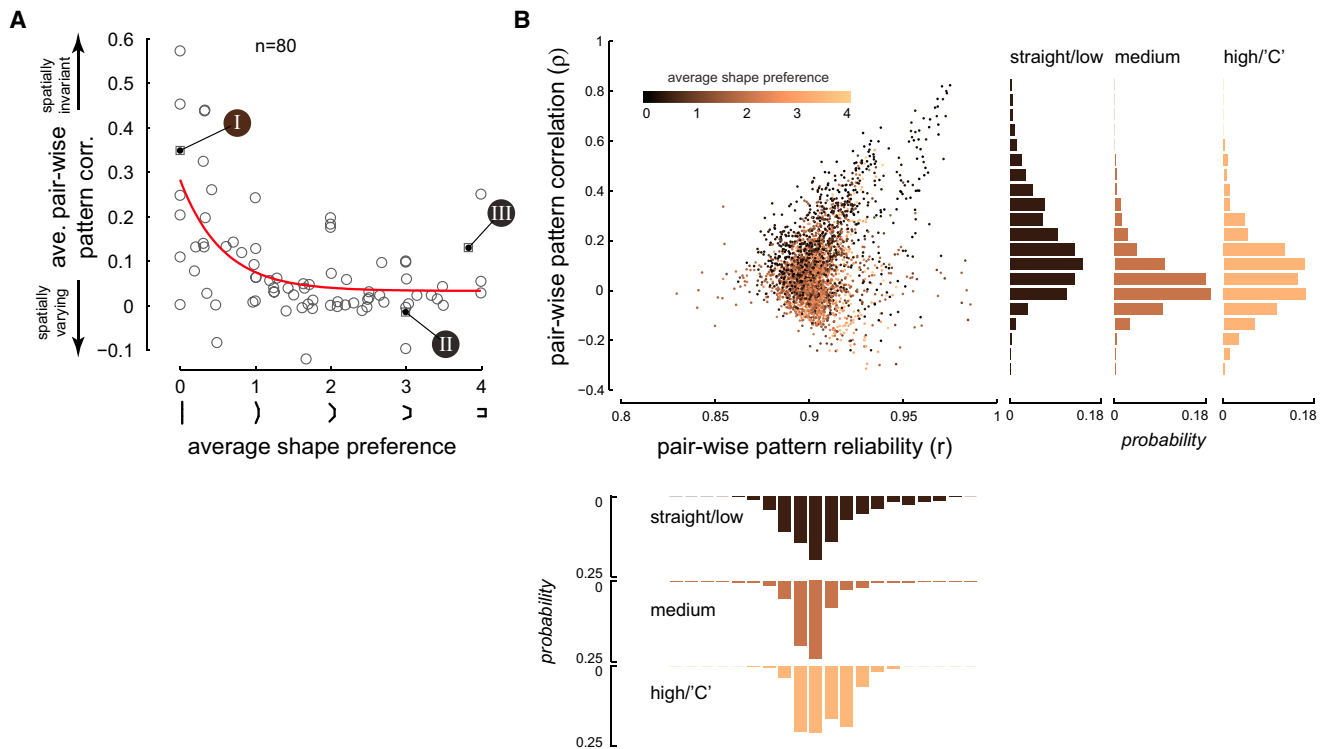 A
n=80
spatially
invariant
ave. pair-wise
pattern corr.
spatially
varying
0.6
0.5
0.4
0.3
0.2
0.1
0
−0.1
I
II
III
0 1 2 3 4
average shape preference
B
pair-wise pattern correlation (ρ)
1
0.8
0.6
0.4
0.2
0
−0.2
−0.4
average shape preference
0 1 2 3 4
0.8 0.85 0.9 0.95 1
pair-wise pattern reliability (r)
straight/low medium high/'C'
0 0.18 0 0.18 0 0.18
probability
probability
0
straight/low
0.25
0
medium
0.25
0
high/'C'
0.25